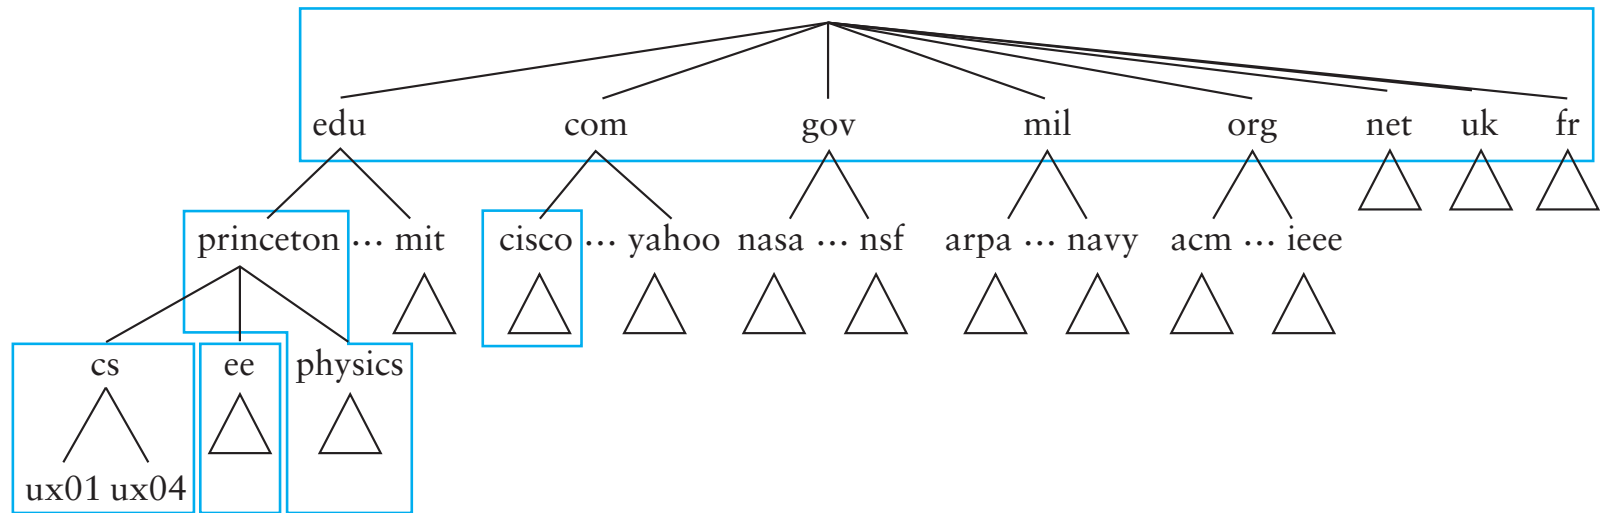 edu com gov mil org net uk fr
princeton ... mit cisco ... yahoo nasa ... nsf arpa ... navy acm ... ieee
cs ee physics
ux01 ux04